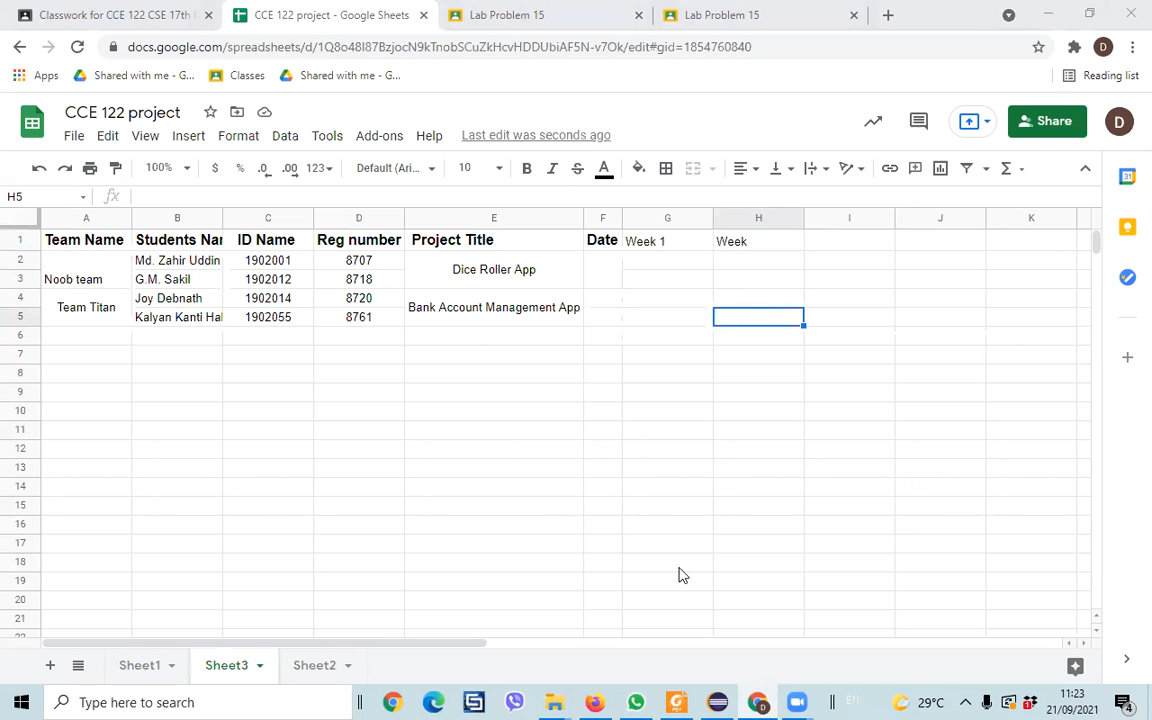 Classwork for CCE 122 CSE 17th
CCE 122 project - Google Sheets
Lab Problem 15
Lab Problem 15
docs.google.com/spreadsheets/d/1Q8o48I87BzjocN9kTnobSCuZkHcvHDDUbiAF5N-v7Ok/edit#gid=1854760840
D
Apps
Shared with me - G...
Classes
Shared with me - G...
Reading list
CCE 122 project
File Edit View Insert Format Data Tools Add-ons Help Last edit was seconds ago
Share
D
100% $ % .0 .00 123 Default (Ari... 10 B I S A
H5 fx
A B C D E F G H I J K
1 Team Name Students Nar ID Name Reg number Project Title Date Week 1 Week
2 Md. Zahir Uddin 1902001 8707 Dice Roller App
3 Noob team G.M. Sakil 1902012 8718
4 Team Titan Joy Debnath 1902014 8720 Bank Account Management App
5 Kalyan Kanti Hal 1902055 8761
6
7
8
9
10
11
12
13
14
15
16
17
18
19
20
21
Sheet1 Sheet3 Sheet2
Type here to search
29°C
EN
11:23
21/09/2021
4